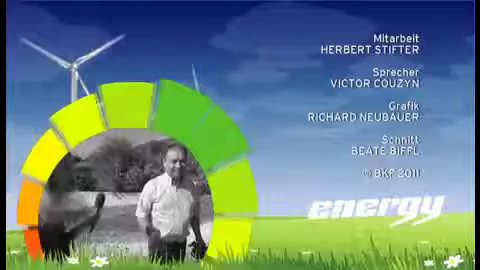 Mitarbeit
HERBERT STIFTER
Sprecher
VICTOR COUZYN
Grafik
RICHARD NEUBAUER
Schnitt
BEATE BIFFL
© BKF 2011
energy